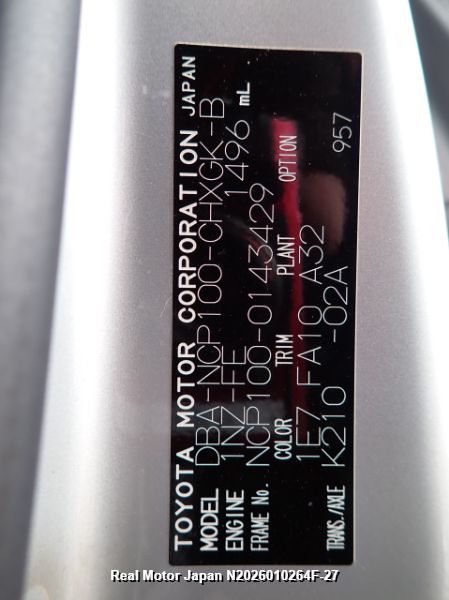 TOYOTA MOTOR CORPORATION JAPAN
MODEL DBA-NCP100-CHXGK-B
ENGINE 1NZ-FE 1496 mL
FRAME No. NCP100-0143429
COLOR TRIM PLANT OPTION
1E7 FA10 A32
TRANS./AXLE K210 -02A 957
Real Motor Japan N2026010264F-27